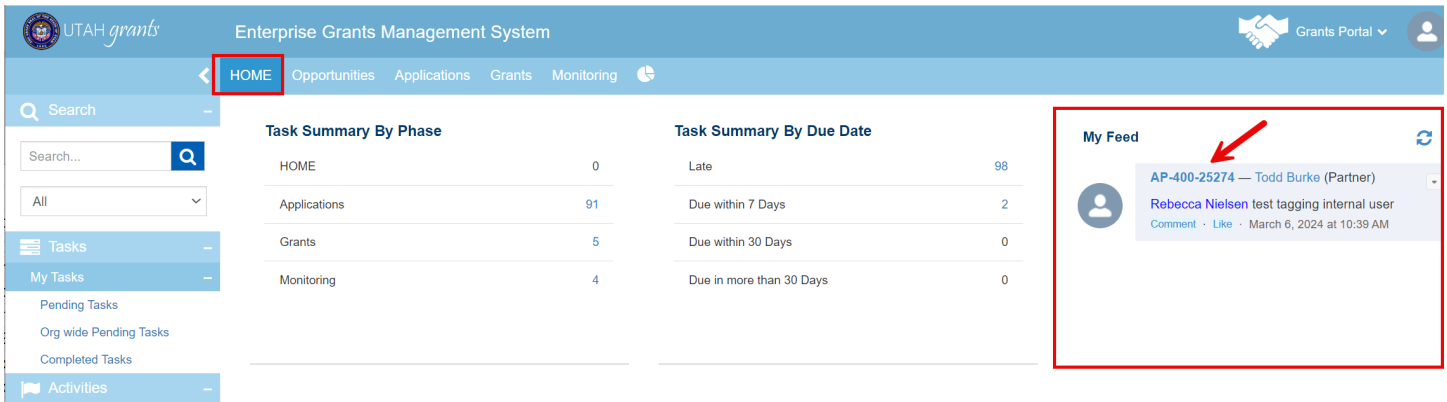 UTAH grants
Enterprise Grants Management System
Grants Portal
HOME Opportunities Applications Grants Monitoring
Search
Search...
All
Tasks
My Tasks
Pending Tasks
Org wide Pending Tasks
Completed Tasks
Activities
Task Summary By Phase
HOME 0
Applications 91
Grants 5
Monitoring 4
Task Summary By Due Date
Late 98
Due within 7 Days 2
Due within 30 Days 0
Due in more than 30 Days 0
My Feed
AP-400-25274 — Todd Burke (Partner)
Rebecca Nielsen test tagging internal user
Comment · Like · March 6, 2024 at 10:39 AM